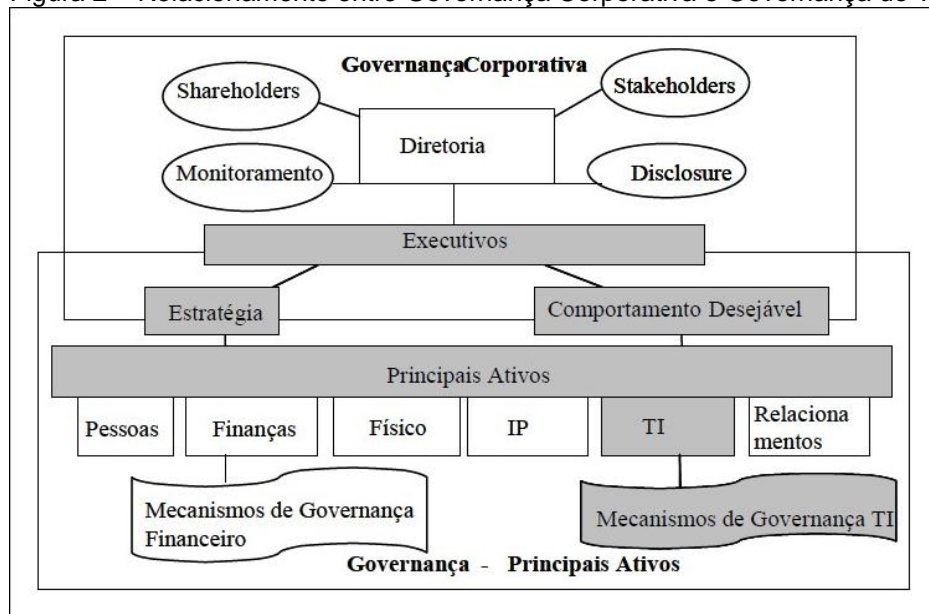 Figura 2 – Relacionamento entre Governança Corporativa e Governança de
GovernançaCorporativa
Shareholders
Stakeholders
Diretoria
Monitoramento
Disclosure
Executivos
Estratégia
Comportamento Desejável
Principais Ativos
Pessoas
Finanças
Físico
IP
TI
Relaciona
mentos
Mecanismos de Governança
Financeiro
Mecanismos de Governança TI
Governança - Principais Ativos